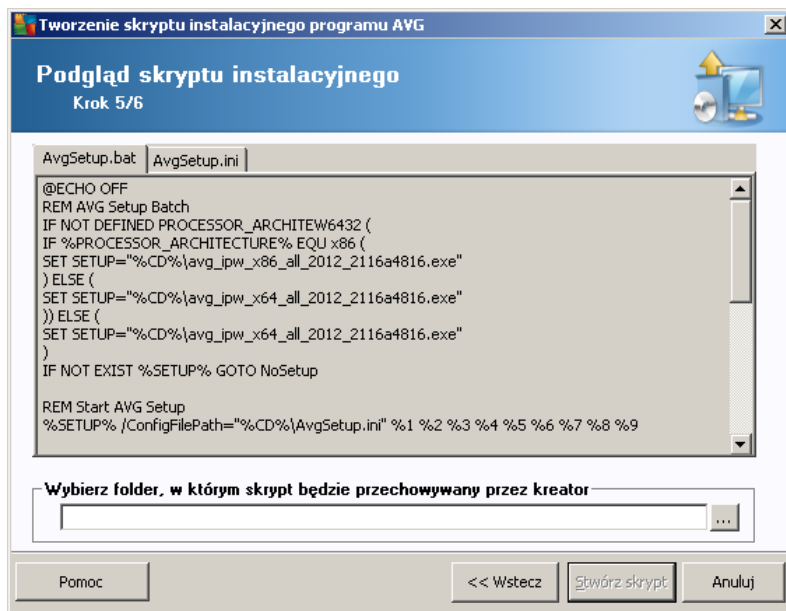 Tworzenie skryptu instalacyjnego programu AVG
Podgląd skryptu instalacyjnego
Krok 5/6
AvgSetup.bat AvgSetup.ini
@ECHO OFF
REM AVG Setup Batch
IF NOT DEFINED PROCESSOR_ARCHITEW6432 (
IF %PROCESSOR_ARCHITECTURE% EQU x86 (
SET SETUP="%CD%\avg_ipw_x86_all_2012_2116a4816.exe"
) ELSE (
SET SETUP="%CD%\avg_ipw_x64_all_2012_2116a4816.exe"
)) ELSE (
SET SETUP="%CD%\avg_ipw_x64_all_2012_2116a4816.exe"
)
IF NOT EXIST %SETUP% GOTO NoSetup
REM Start AVG Setup
%SETUP% /ConfigFilePath="%CD%\AvgSetup.ini" %1 %2 %3 %4 %5 %6 %7 %8 %9
Wybierz folder, w którym skrypt będzie przechowywany przez kreator
...
Pomoc << Wstecz Stwórz skrypt Anuluj